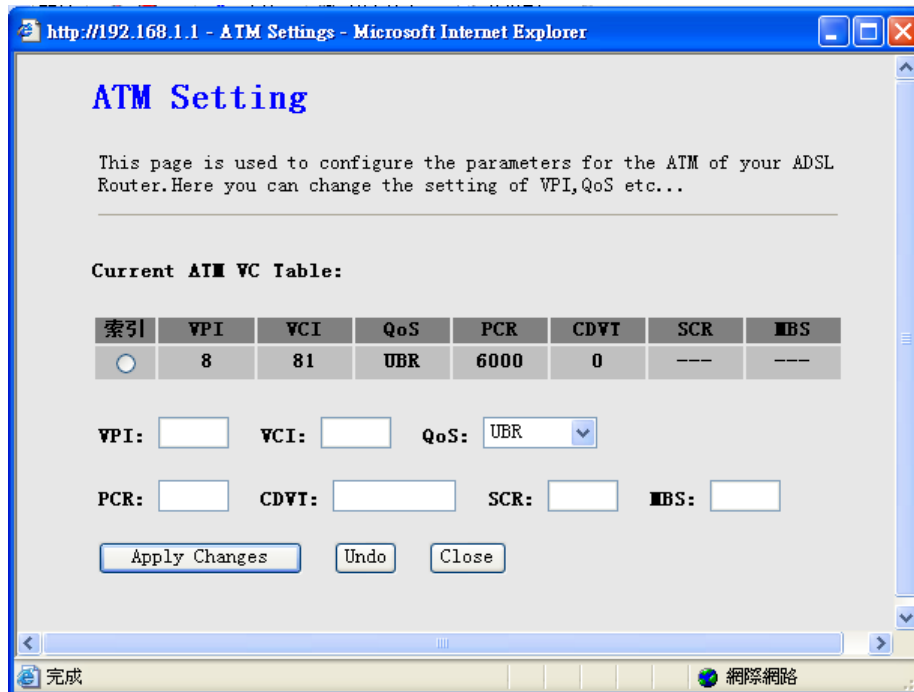 http://192.168.1.1 - ATM Settings - Microsoft Internet Explorer
ATM Setting
This page is used to configure the parameters for the ATM of your ADSL
Router.Here you can change the setting of VPI,QoS etc...
Current ATM VC Table:
索引 VPI VCI QoS PCR CDVT SCR MBS
8 81 UBR 6000 0 --- ---
VPI: VCI: QoS: UBR
PCR: CDVT: SCR: MBS:
Apply Changes Undo Close
完成 網際網路